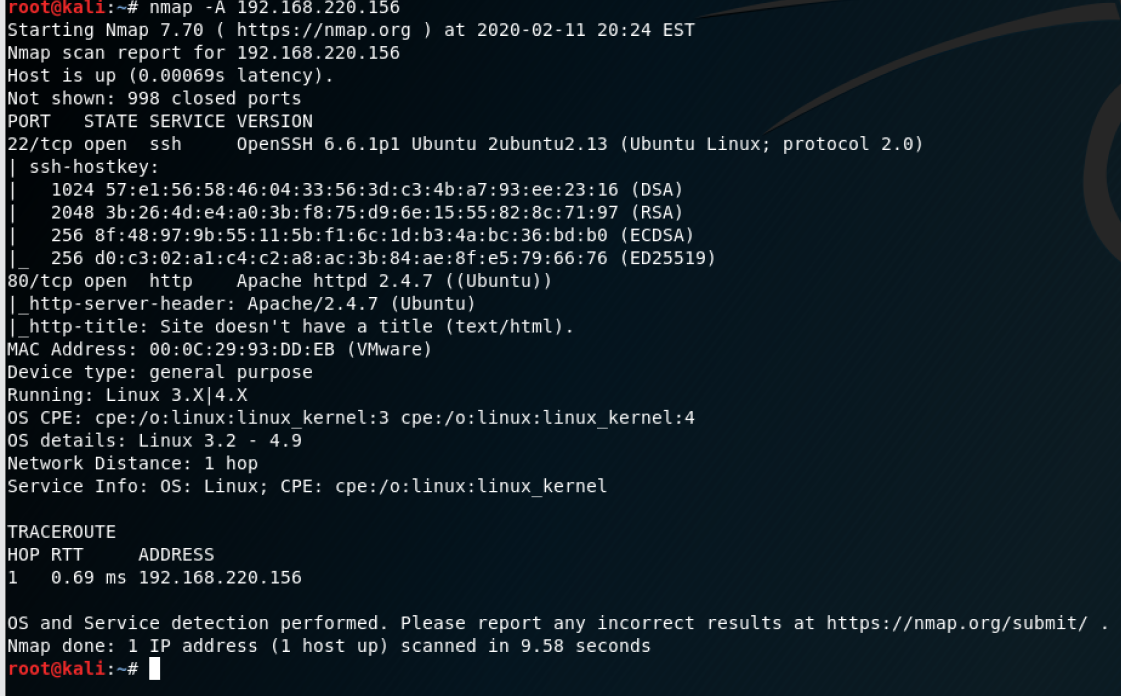 root@kali:~# nmap -A 192.168.220.156
Starting Nmap 7.70 ( https://nmap.org ) at 2020-02-11 20:24 EST
Nmap scan report for 192.168.220.156
Host is up (0.00069s latency).
Not shown: 998 closed ports
PORT   STATE SERVICE VERSION
22/tcp open  ssh     OpenSSH 6.6.1p1 Ubuntu 2ubuntu2.13 (Ubuntu Linux; protocol 2.0)
| ssh-hostkey:
|   1024 57:e1:56:58:46:04:33:56:3d:c3:4b:a7:93:ee:23:16 (DSA)
|   2048 3b:26:4d:e4:a0:3b:f8:75:d9:6e:15:55:82:8c:71:97 (RSA)
|   256 8f:48:97:9b:55:11:5b:f1:6c:1d:b3:4a:bc:36:bd:b0 (ECDSA)
|_  256 d0:c3:02:a1:c4:c2:a8:ac:3b:84:ae:8f:e5:79:66:76 (ED25519)
80/tcp open  http    Apache httpd 2.4.7 ((Ubuntu))
|_http-server-header: Apache/2.4.7 (Ubuntu)
|_http-title: Site doesn't have a title (text/html).
MAC Address: 00:0C:29:93:DD:EB (VMware)
Device type: general purpose
Running: Linux 3.X|4.X
OS CPE: cpe:/o:linux:linux_kernel:3 cpe:/o:linux:linux_kernel:4
OS details: Linux 3.2 - 4.9
Network Distance: 1 hop
Service Info: OS: Linux; CPE: cpe:/o:linux:linux_kernel
TRACEROUTE
HOP RTT     ADDRESS
1   0.69 ms 192.168.220.156
OS and Service detection performed. Please report any incorrect results at https://nmap.org/submit/ .
Nmap done: 1 IP address (1 host up) scanned in 9.58 seconds
root@kali:~#